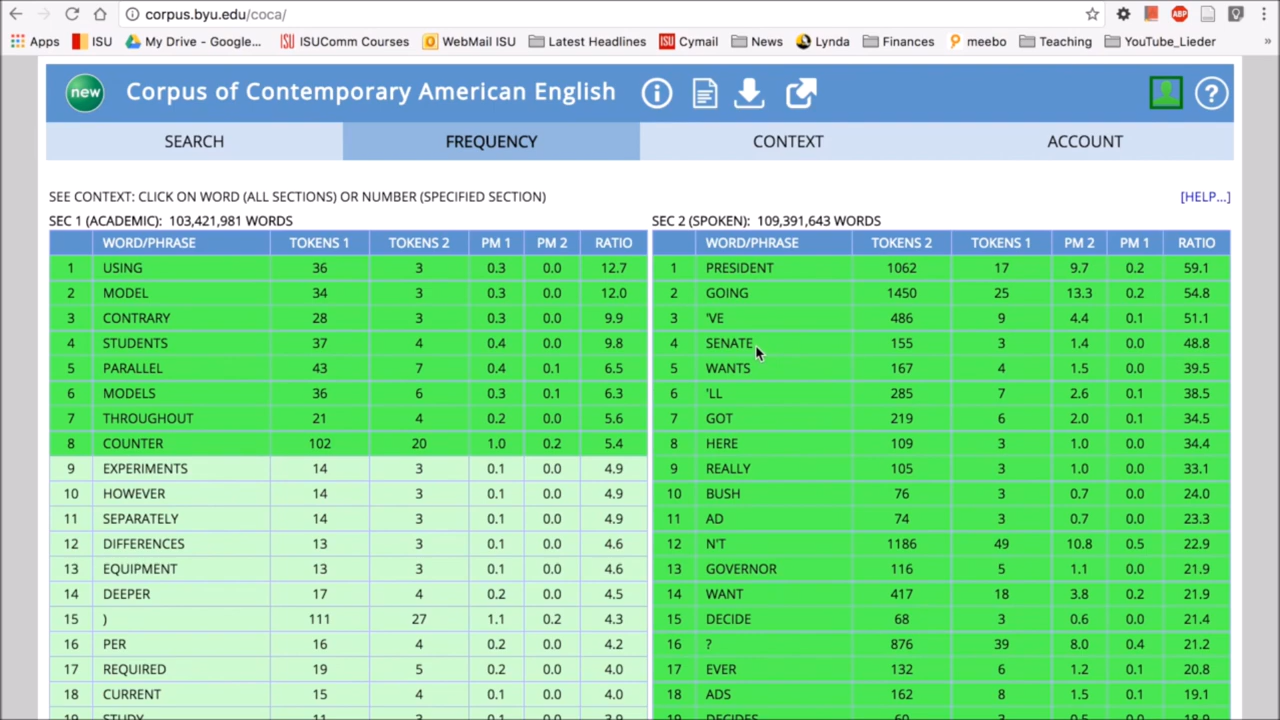 corpus.byu.edu/coca/
Apps ISU My Drive - Google... ISUComm Courses WebMail ISU Latest Headlines ISU Cymail News Lynda Finances meebo Teaching YouTube_Lieder »
new Corpus of Contemporary American English
SEARCH FREQUENCY CONTEXT ACCOUNT
SEE CONTEXT: CLICK ON WORD (ALL SECTIONS) OR NUMBER (SPECIFIED SECTION) [HELP...]
SEC 1 (ACADEMIC): 103,421,981 WORDS
WORD/PHRASE TOKENS 1 TOKENS 2 PM 1 PM 2 RATIO
1 USING 36 3 0.3 0.0 12.7
2 MODEL 34 3 0.3 0.0 12.0
3 CONTRARY 28 3 0.3 0.0 9.9
4 STUDENTS 37 4 0.4 0.0 9.8
5 PARALLEL 43 7 0.4 0.1 6.5
6 MODELS 36 6 0.3 0.1 6.3
7 THROUGHOUT 21 4 0.2 0.0 5.6
8 COUNTER 102 20 1.0 0.2 5.4
9 EXPERIMENTS 14 3 0.1 0.0 4.9
10 HOWEVER 14 3 0.1 0.0 4.9
11 SEPARATELY 14 3 0.1 0.0 4.9
12 DIFFERENCES 13 3 0.1 0.0 4.6
13 EQUIPMENT 13 3 0.1 0.0 4.6
14 DEEPER 17 4 0.2 0.0 4.5
15 ) 111 27 1.1 0.2 4.3
16 PER 16 4 0.2 0.0 4.2
17 REQUIRED 19 5 0.2 0.0 4.0
18 CURRENT 15 4 0.1 0.0 4.0
19 STUDY 11 3 0.1 0.0 3.9
SEC 2 (SPOKEN): 109,391,643 WORDS
WORD/PHRASE TOKENS 2 TOKENS 1 PM 2 PM 1 RATIO
1 PRESIDENT 1062 17 9.7 0.2 59.1
2 GOING 1450 25 13.3 0.2 54.8
3 'VE 486 9 4.4 0.1 51.1
4 SENATE 155 3 1.4 0.0 48.8
5 WANTS 167 4 1.5 0.0 39.5
6 'LL 285 7 2.6 0.1 38.5
7 GOT 219 6 2.0 0.1 34.5
8 HERE 109 3 1.0 0.0 34.4
9 REALLY 105 3 1.0 0.0 33.1
10 BUSH 76 3 0.7 0.0 24.0
11 AD 74 3 0.7 0.0 23.3
12 N'T 1186 49 10.8 0.5 22.9
13 GOVERNOR 116 5 1.1 0.0 21.9
14 WANT 417 18 3.8 0.2 21.9
15 DECIDE 68 3 0.6 0.0 21.4
16 ? 876 39 8.0 0.4 21.2
17 EVER 132 6 1.2 0.1 20.8
18 ADS 162 8 1.5 0.1 19.1
19 DECIDES 60 3 0.5 0.0 18.9